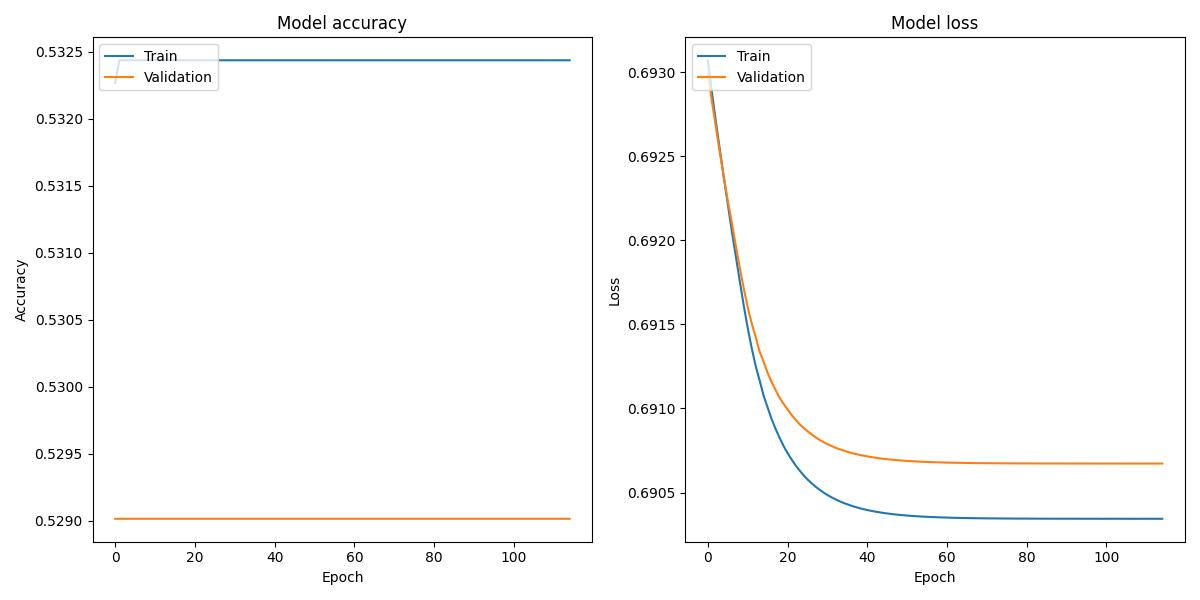 Model accuracy
Train
Validation
0.5325
0.5320
0.5315
0.5310
0.5305
0.5300
0.5295
0.5290
Accuracy
0 20 40 60 80 100
Epoch
Model loss
Train
Validation
0.6930
0.6925
0.6920
0.6915
0.6910
0.6905
Loss
0 20 40 60 80 100
Epoch